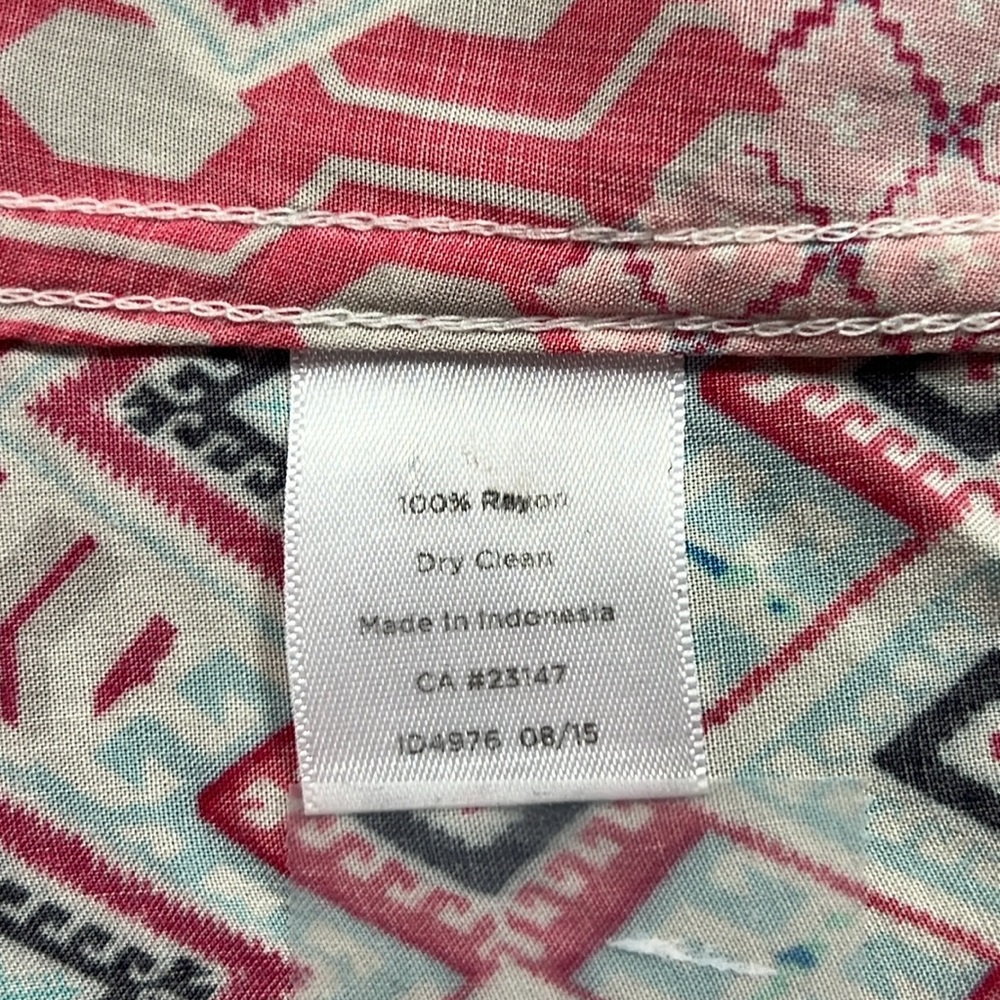 100% Rayon
Dry Clean
Made In Indonesia
CA #23147
ID4976 08/15